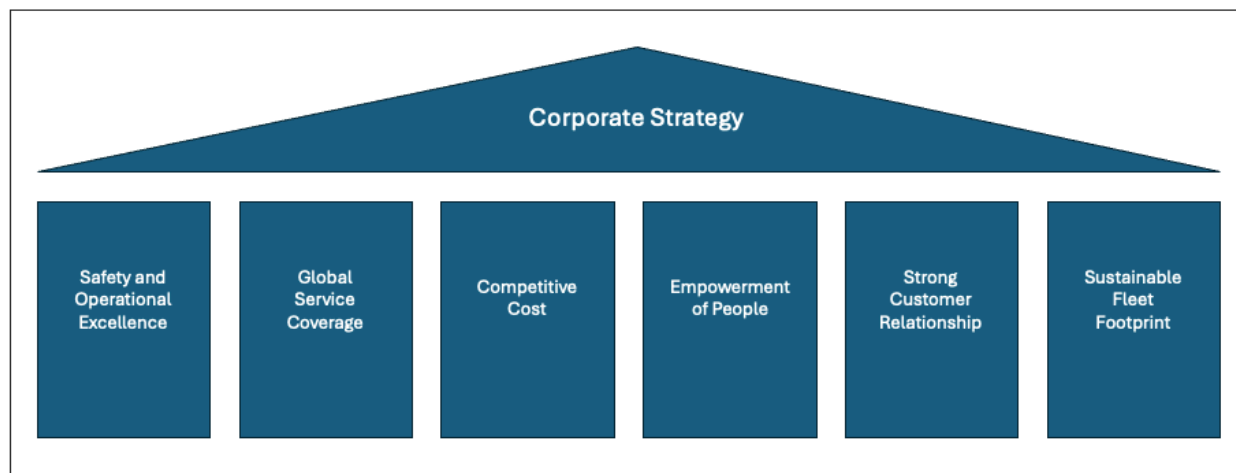 Corporate Strategy
Safety and
Operational
Excellence
Global
Service
Coverage
Competitive
Cost
Empowerment
of People
Strong
Customer
Relationship
Sustainable
Fleet
Footprint